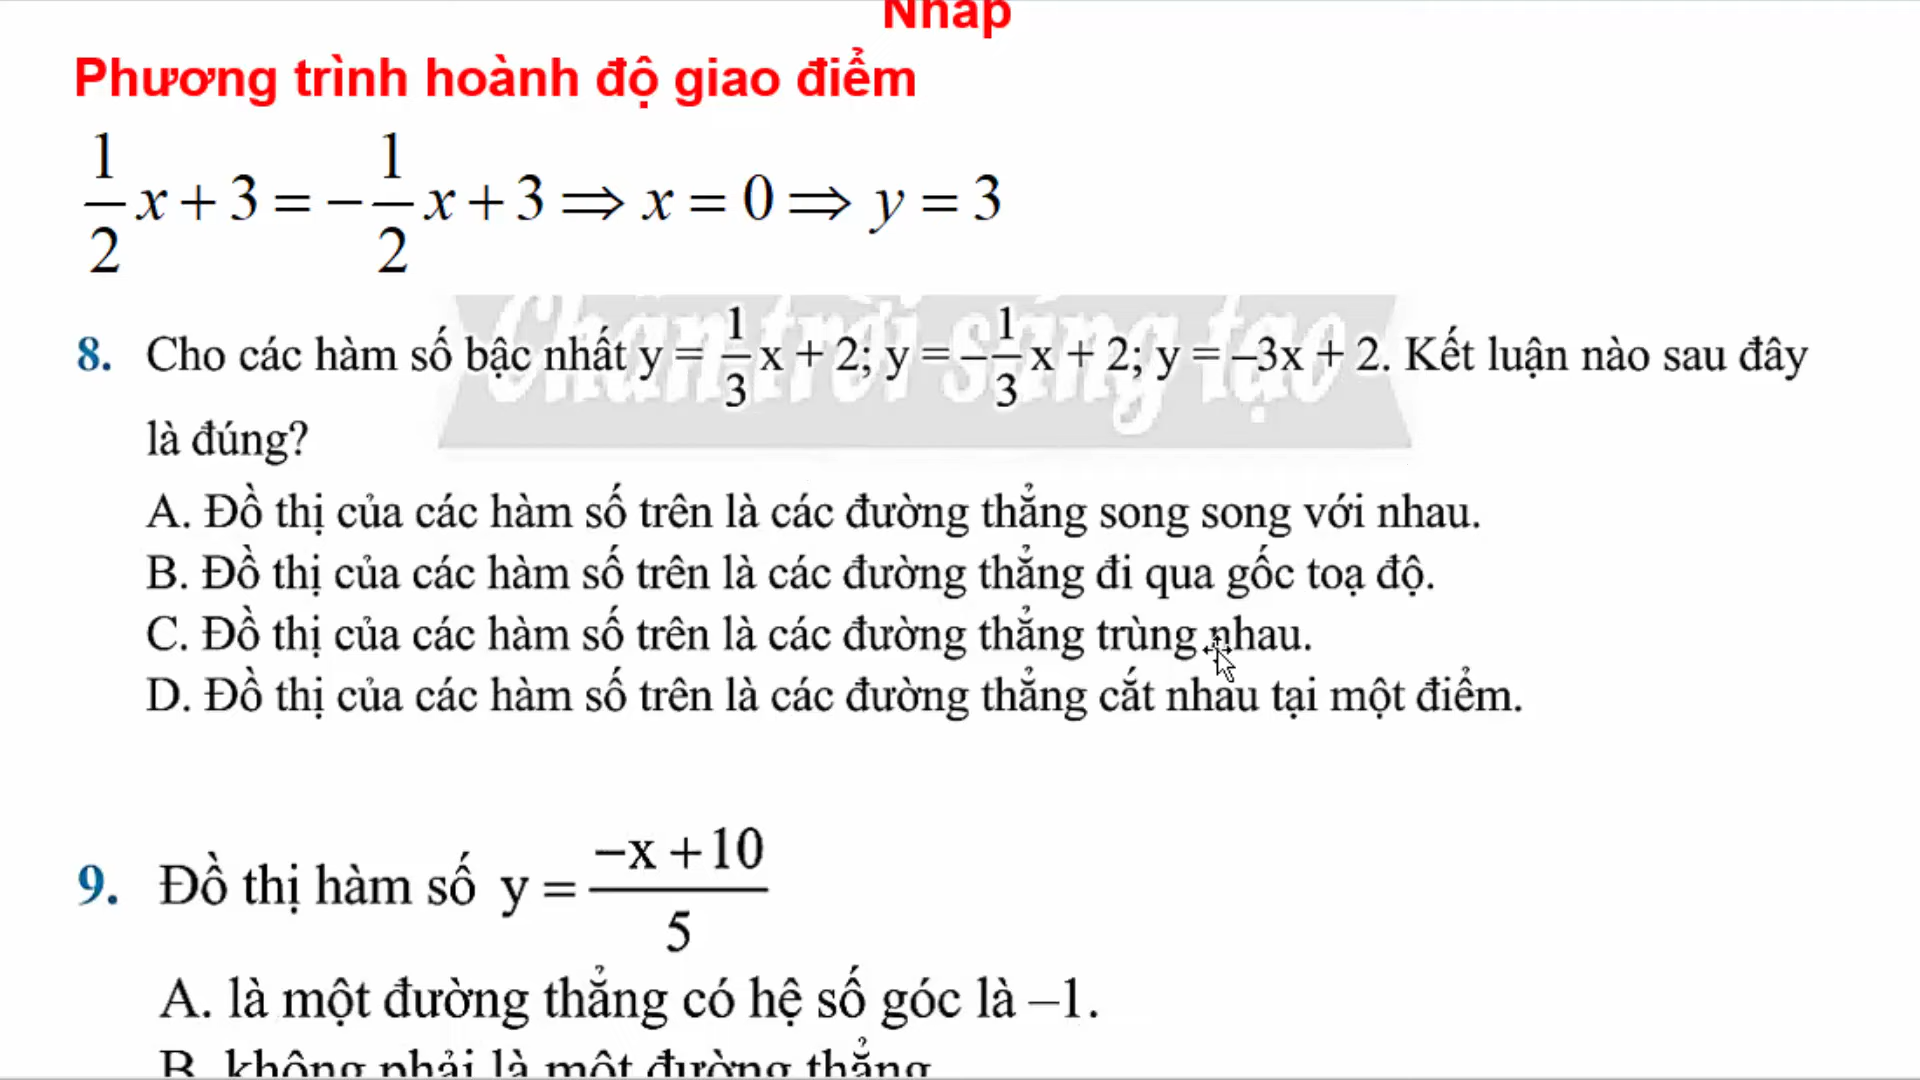 Nháp
Phương trình hoành độ giao điểm
1/2 x + 3 = -1/2 x + 3 ⇒ x = 0 ⇒ y = 3
Chân trời sáng tạo
8. Cho các hàm số bậc nhất y = 1/3 x + 2; y = –1/3 x + 2; y = –3x + 2. Kết luận nào sau đây
là đúng?
A. Đồ thị của các hàm số trên là các đường thẳng song song với nhau.
B. Đồ thị của các hàm số trên là các đường thẳng đi qua gốc toạ độ.
C. Đồ thị của các hàm số trên là các đường thẳng trùng nhau.
D. Đồ thị của các hàm số trên là các đường thẳng cắt nhau tại một điểm.
9. Đồ thị hàm số y = (–x + 10)/5
A. là một đường thẳng có hệ số góc là –1.
B. không phải là một đường thẳng